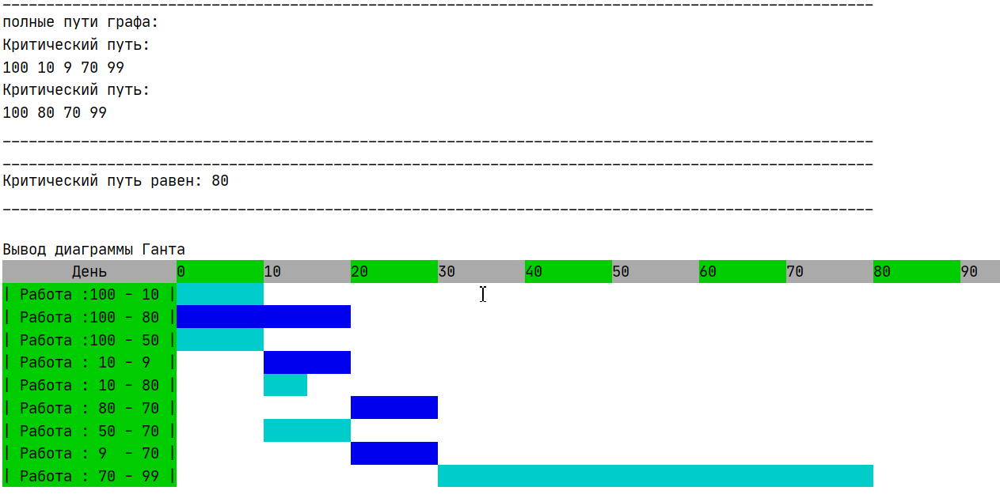 полные пути графа:
Критический путь:
100 10 9 70 99
Критический путь:
100 80 70 99
Критический путь равен: 80
Вывод диаграммы Ганта
День 0 10 20 30 40 50 60 70 80 90
| Работа :100 - 10 |
| Работа :100 - 80 |
| Работа :100 - 50 |
| Работа : 10 - 9 |
| Работа : 10 - 80 |
| Работа : 80 - 70 |
| Работа : 50 - 70 |
| Работа : 9 - 70 |
| Работа : 70 - 99 |